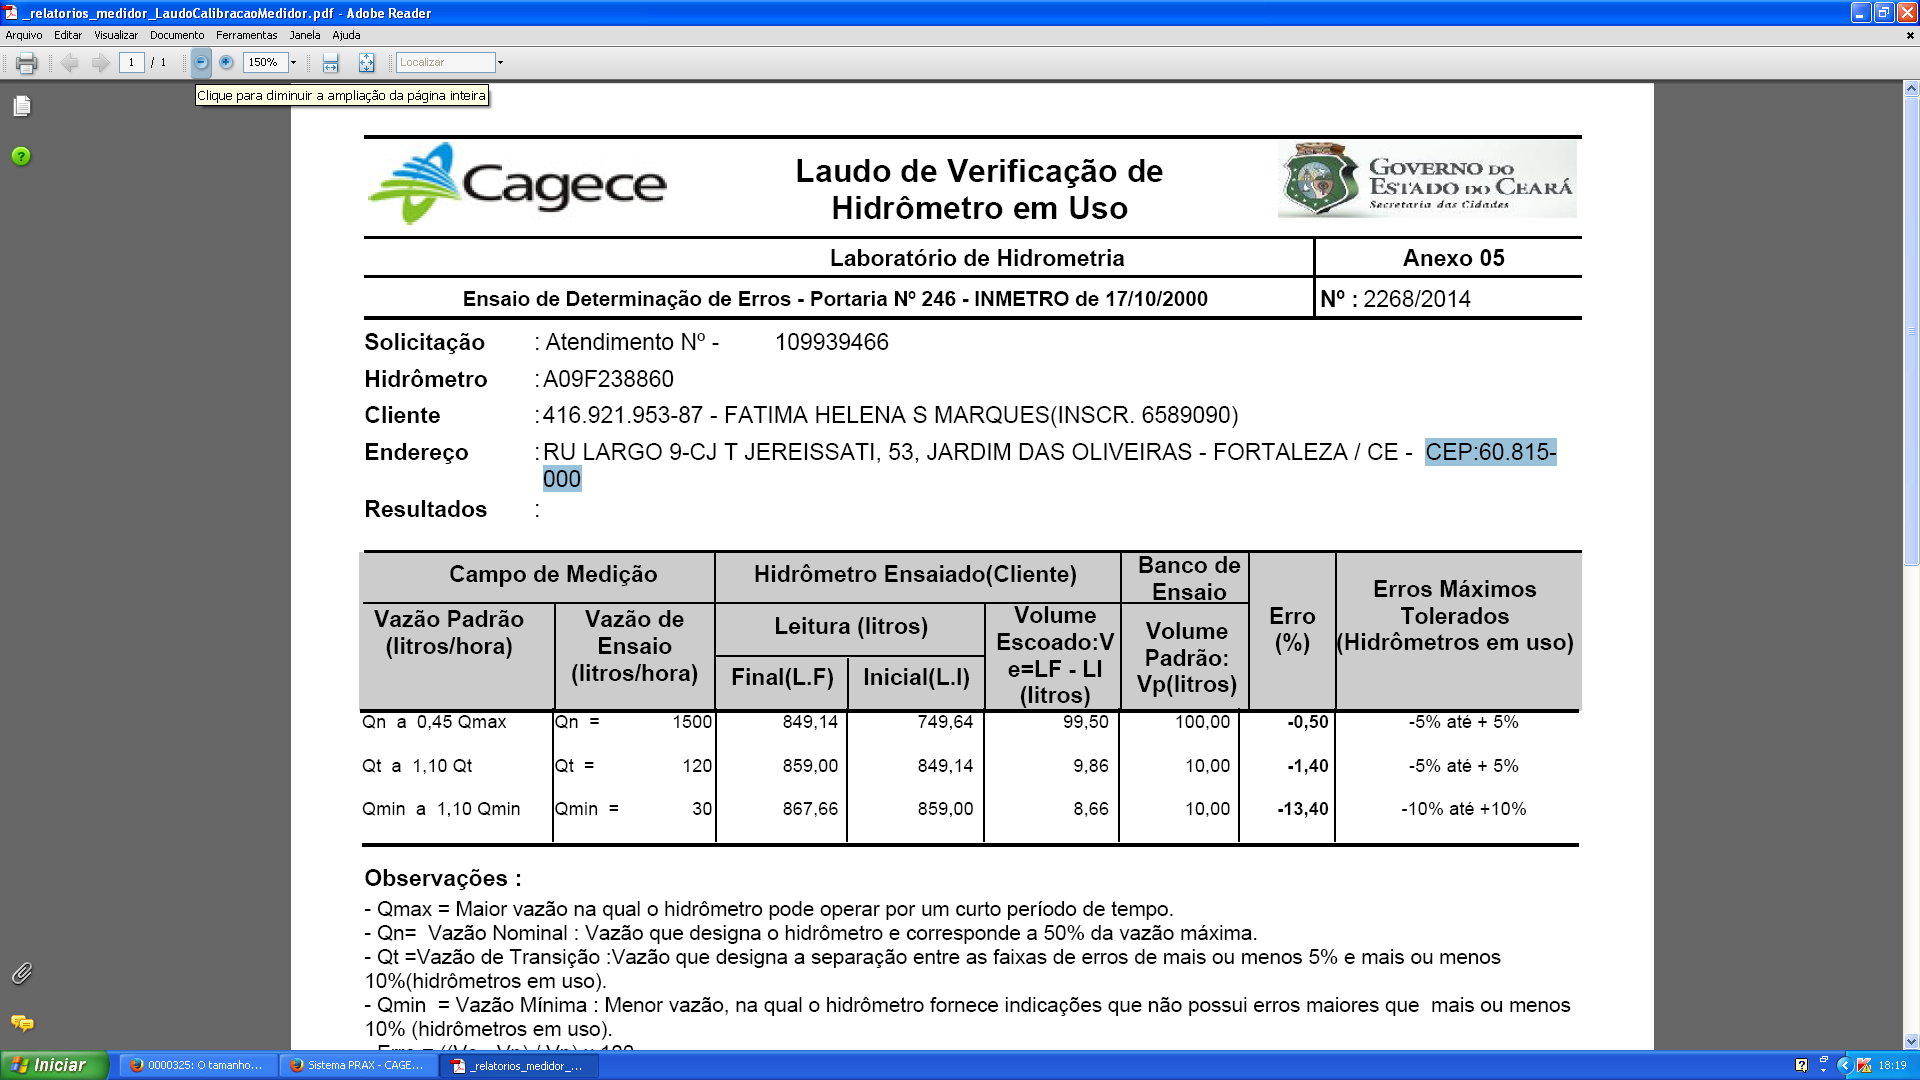 _relatorios_medidor_LaudoCalibracaoMedidor.pdf - Adobe Reader
Arquivo Editar Visualizar Documento Ferramentas Janela Ajuda
1 / 1 150% Localizar
Clique para diminuir a ampliação da página inteira
Cagece
Laudo de Verificação de
Hidrômetro em Uso
GOVERNO DO
ESTADO DO CEARÁ
Secretaria das Cidades
Laboratório de Hidrometria
Anexo 05
Ensaio de Determinação de Erros - Portaria Nº 246 - INMETRO de 17/10/2000
Nº : 2268/2014
Solicitação : Atendimento Nº - 109939466
Hidrômetro : A09F238860
Cliente : 416.921.953-87 - FATIMA HELENA S MARQUES(INSCR. 6589090)
Endereço : RU LARGO 9-CJ T JEREISSATI, 53, JARDIM DAS OLIVEIRAS - FORTALEZA / CE - CEP:60.815-
000
Resultados :
Campo de Medição
Hidrômetro Ensaiado(Cliente)
Banco de
Ensaio
Erro
(%)
Erros Máximos
Tolerados
(Hidrômetros em uso)
Vazão Padrão
(litros/hora)
Vazão de
Ensaio
(litros/hora)
Leitura (litros)
Final(L.F) Inicial(L.I)
Volume
Escoado:V
e=LF - LI
(litros)
Volume
Padrão:
Vp(litros)
Qn a 0,45 Qmax Qn = 1500 849,14 749,64 99,50 100,00 -0,50 -5% até + 5%
Qt a 1,10 Qt Qt = 120 859,00 849,14 9,86 10,00 -1,40 -5% até + 5%
Qmin a 1,10 Qmin Qmin = 30 867,66 859,00 8,66 10,00 -13,40 -10% até +10%
Observações :
- Qmax = Maior vazão na qual o hidrômetro pode operar por um curto período de tempo.
- Qn= Vazão Nominal : Vazão que designa o hidrômetro e corresponde a 50% da vazão máxima.
- Qt =Vazão de Transição :Vazão que designa a separação entre as faixas de erros de mais ou menos 5% e mais ou menos
10%(hidrômetros em uso).
- Qmin = Vazão Mínima : Menor vazão, na qual o hidrômetro fornece indicações que não possui erros maiores que mais ou menos
10% (hidrômetros em uso).
Iniciar
0000325: O tamanho...
Sistema PRAX - CAGE...
_relatorios_medidor_...
18:19